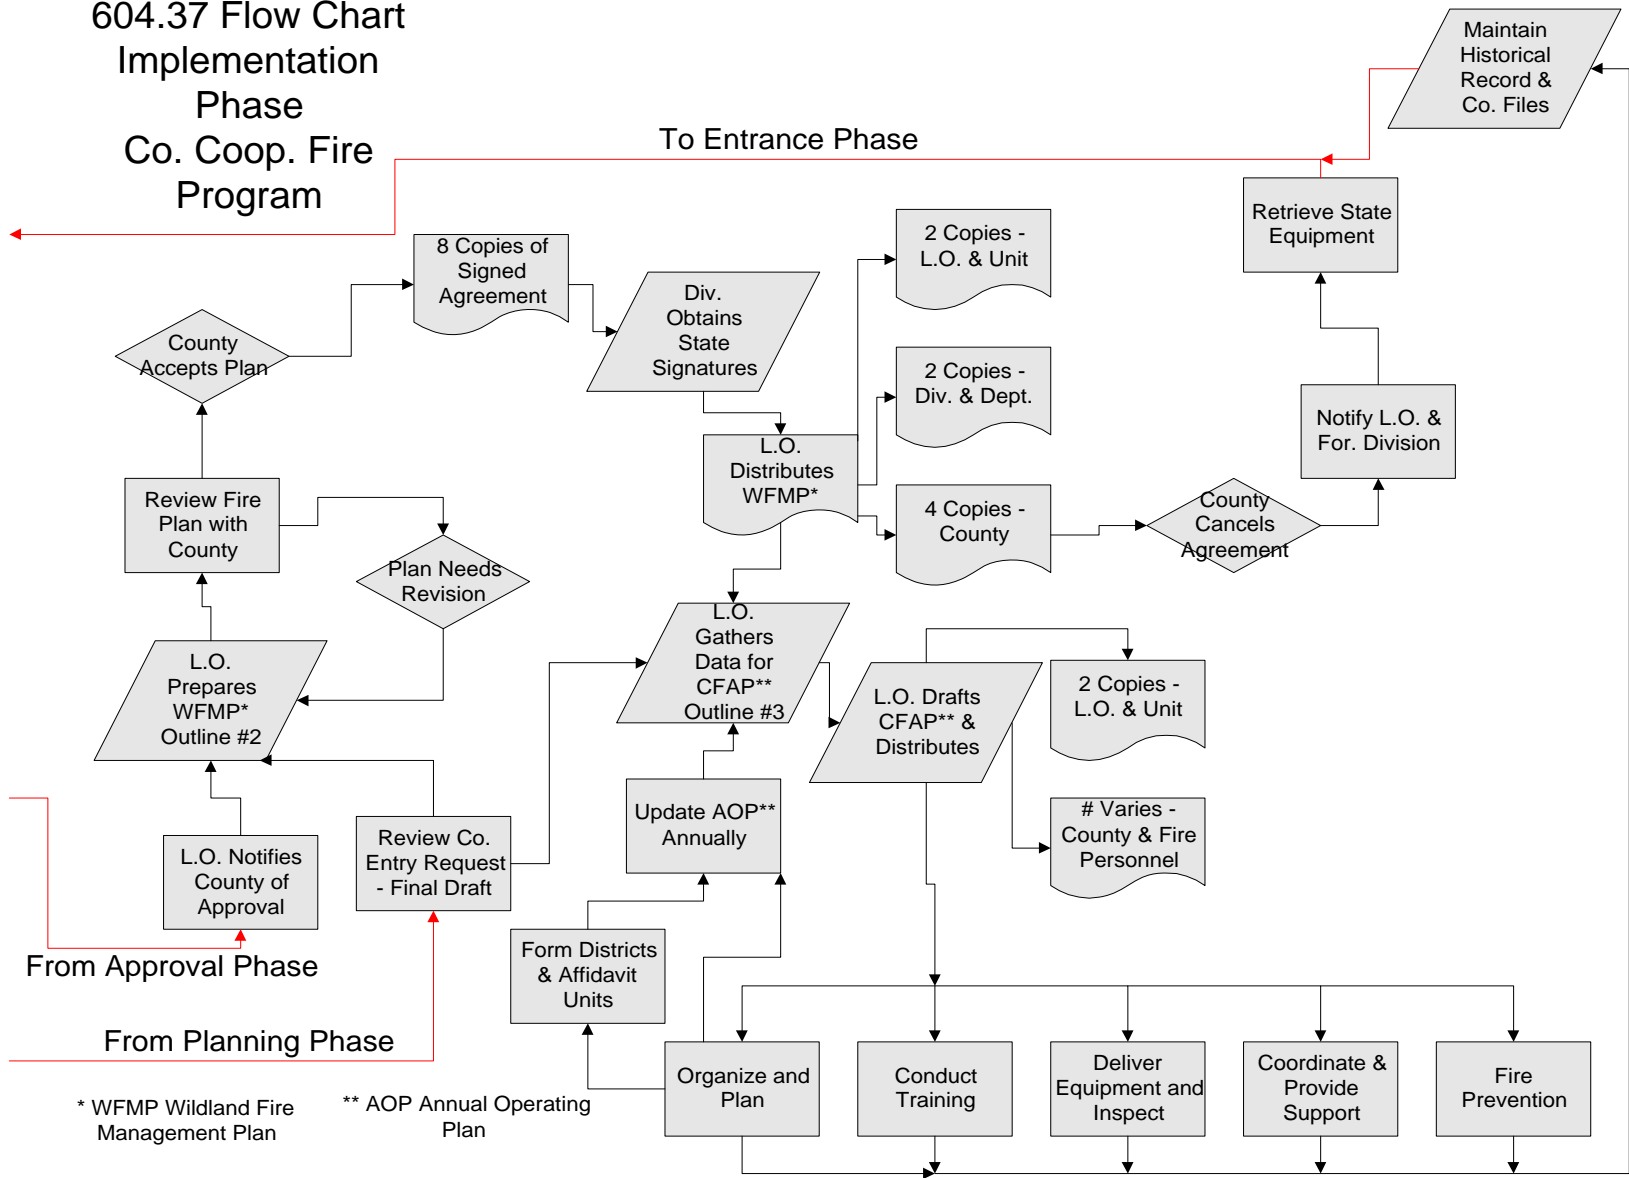 604.37 Flow Chart
Implementation
Phase
Co. Coop. Fire
Program
Maintain
Historical
Record &
Co. Files
To Entrance Phase
Retrieve State
Equipment
8 Copies of
Signed
Agreement
Div.
Obtains
State
Signatures
2 Copies -
L.O. & Unit
County
Accepts Plan
2 Copies -
Div. & Dept.
Notify L.O. &
For. Division
L.O.
Distributes
WFMP*
Review Fire
Plan with
County
4 Copies -
County
County
Cancels
Agreement
Plan Needs
Revision
L.O.
Gathers
Data for
CFAP**
Outline #3
L.O.
Prepares
WFMP*
Outline #2
L.O. Drafts
CFAP** &
Distributes
2 Copies -
L.O. & Unit
Update AOP**
Annually
# Varies -
County & Fire
Personnel
Review Co.
Entry Request
- Final Draft
L.O. Notifies
County of
Approval
From Approval Phase
Form Districts
& Affidavit
Units
From Planning Phase
Organize and
Plan
Conduct
Training
Deliver
Equipment and
Inspect
Coordinate &
Provide
Support
Fire
Prevention
* WFMP Wildland Fire
Management Plan
** AOP Annual Operating
Plan